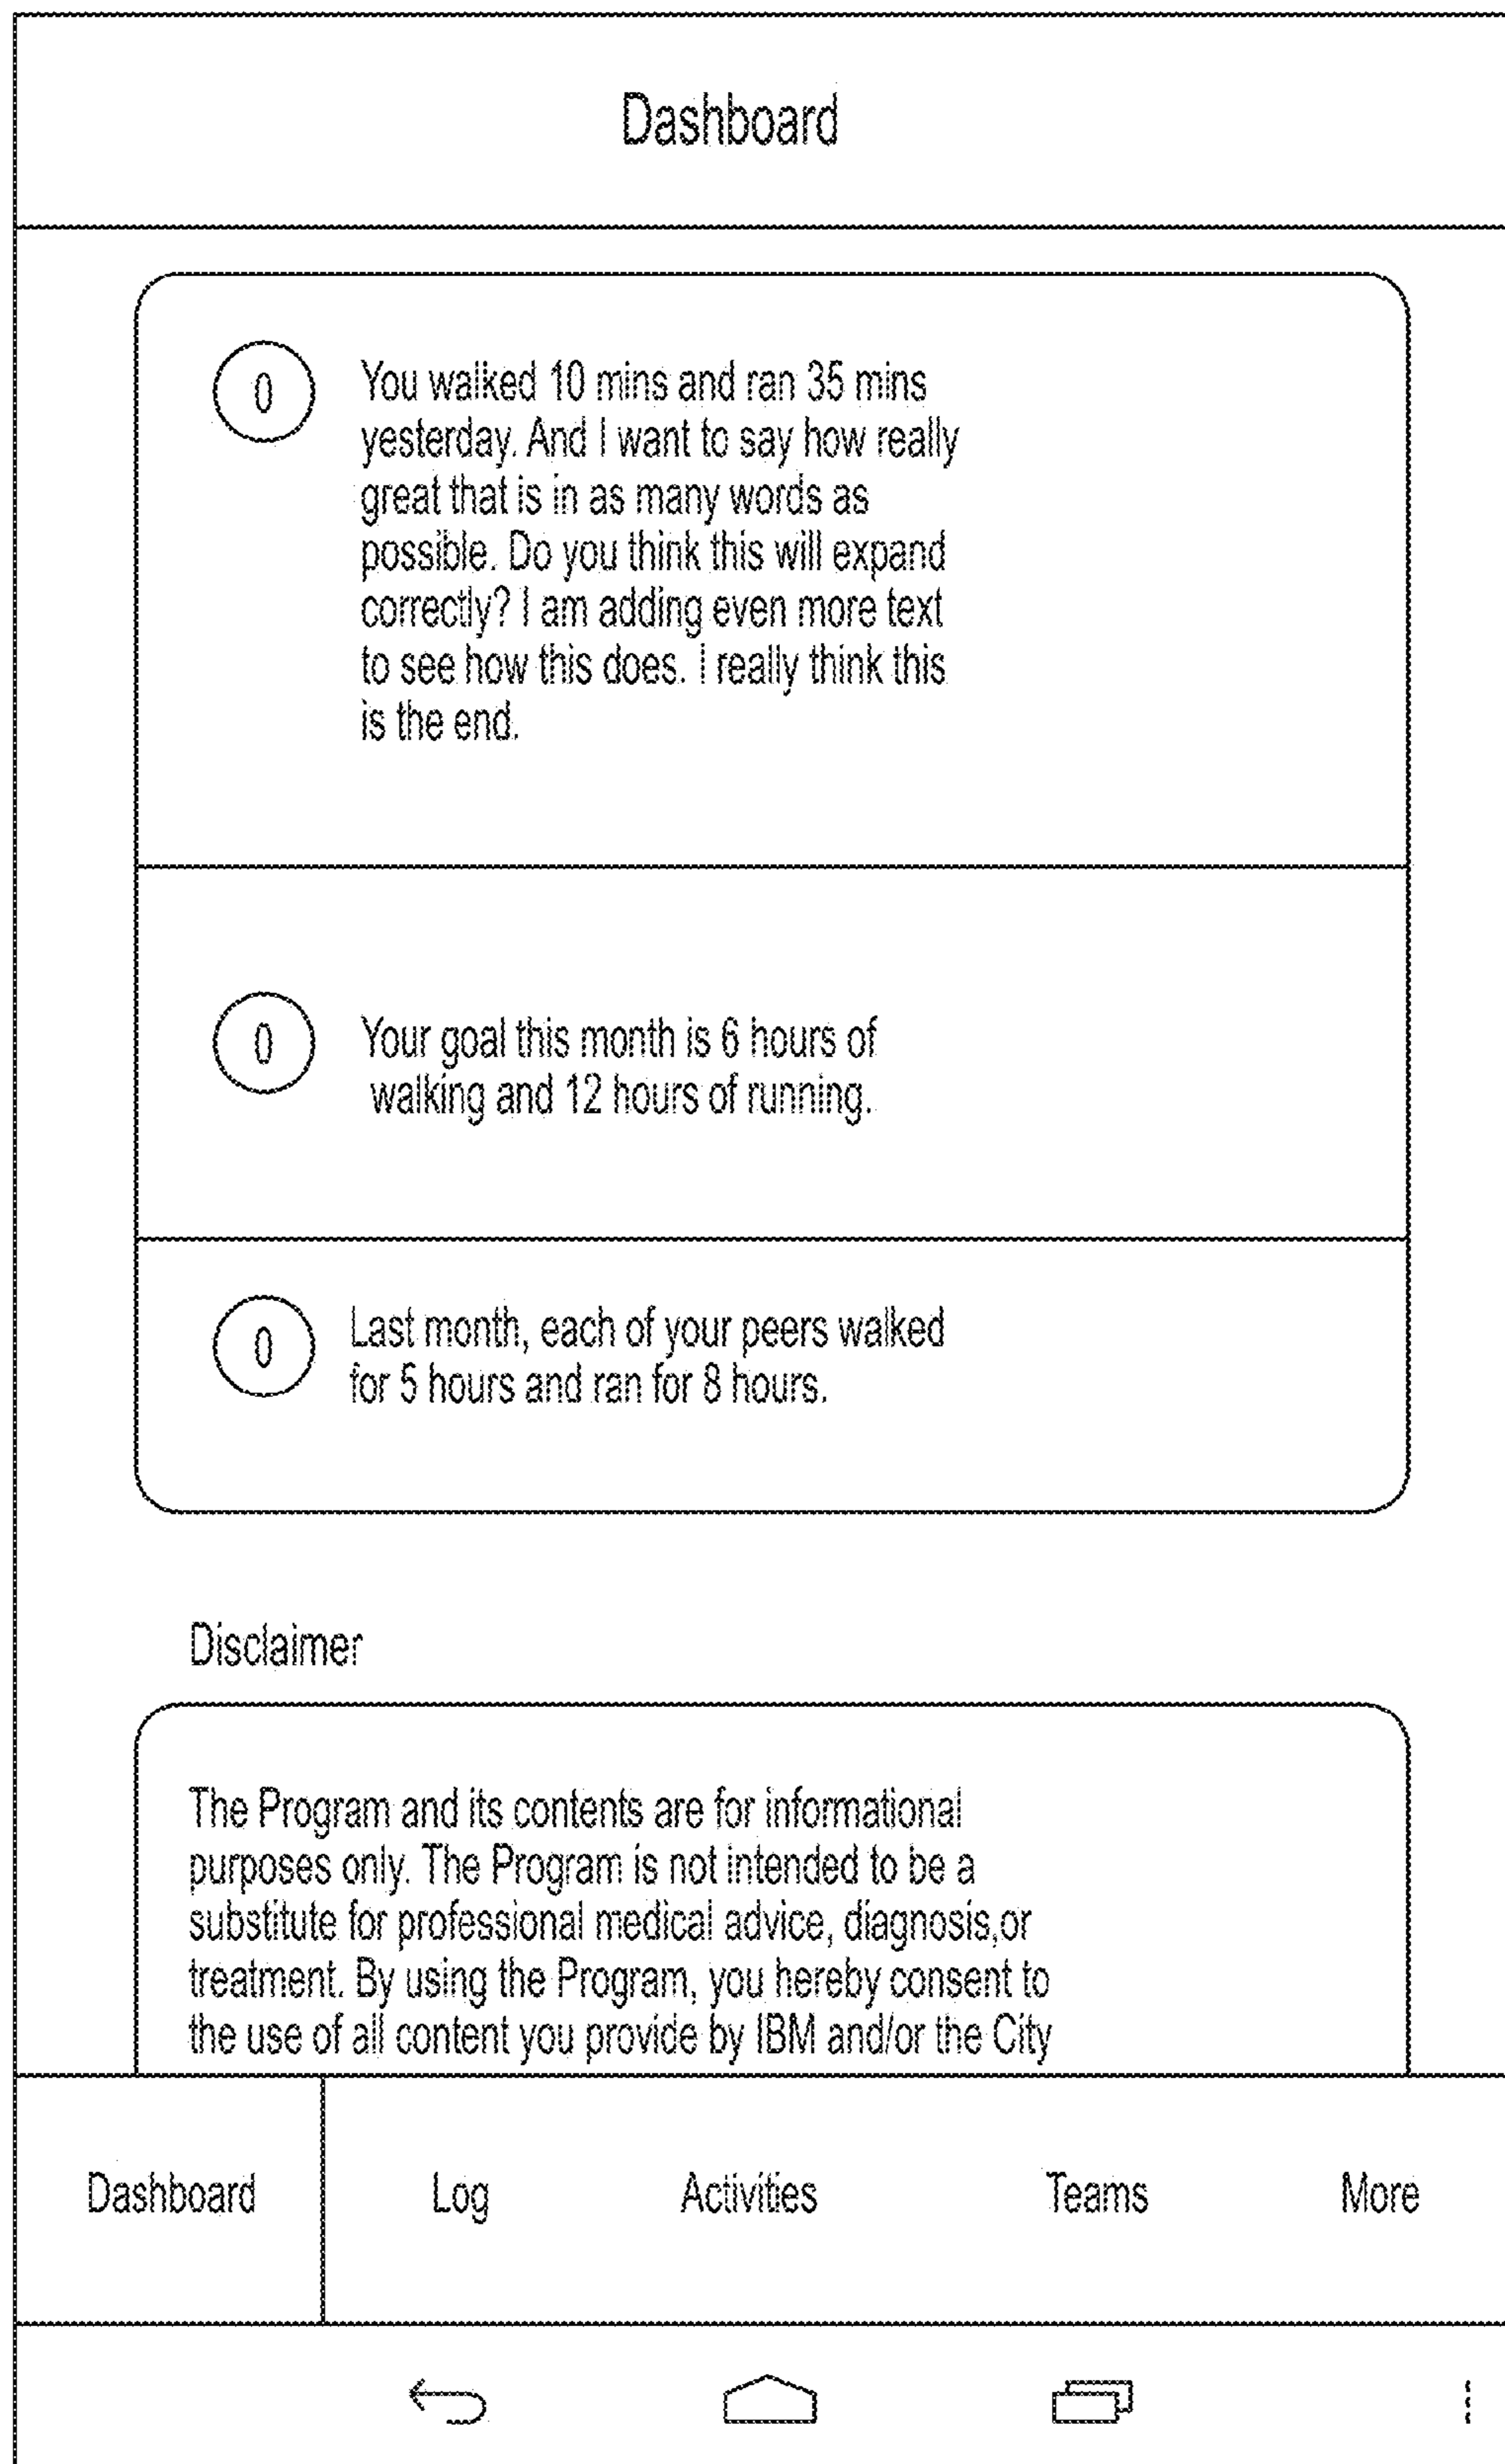 Dashboard
0
You walked 10 mins and ran 35 mins
yesterday. And I want to say how really
great that is in as many words as
possible. Do you think this will expand
correctly? I am adding even more text
to see how this does. I really think this
is the end.
0
Your goal this month is 6 hours of
walking and 12 hours of running.
0
Last month, each of your peers walked
for 5 hours and ran for 8 hours.
Disclaimer
The Program and its contents are for informational
purposes only. The Program is not intended to be a
substitute for professional medical advice, diagnosis,or
treatment. By using the Program, you hereby consent to
the use of all content you provide by IBM and/or the City
Dashboard Log Activities Teams More